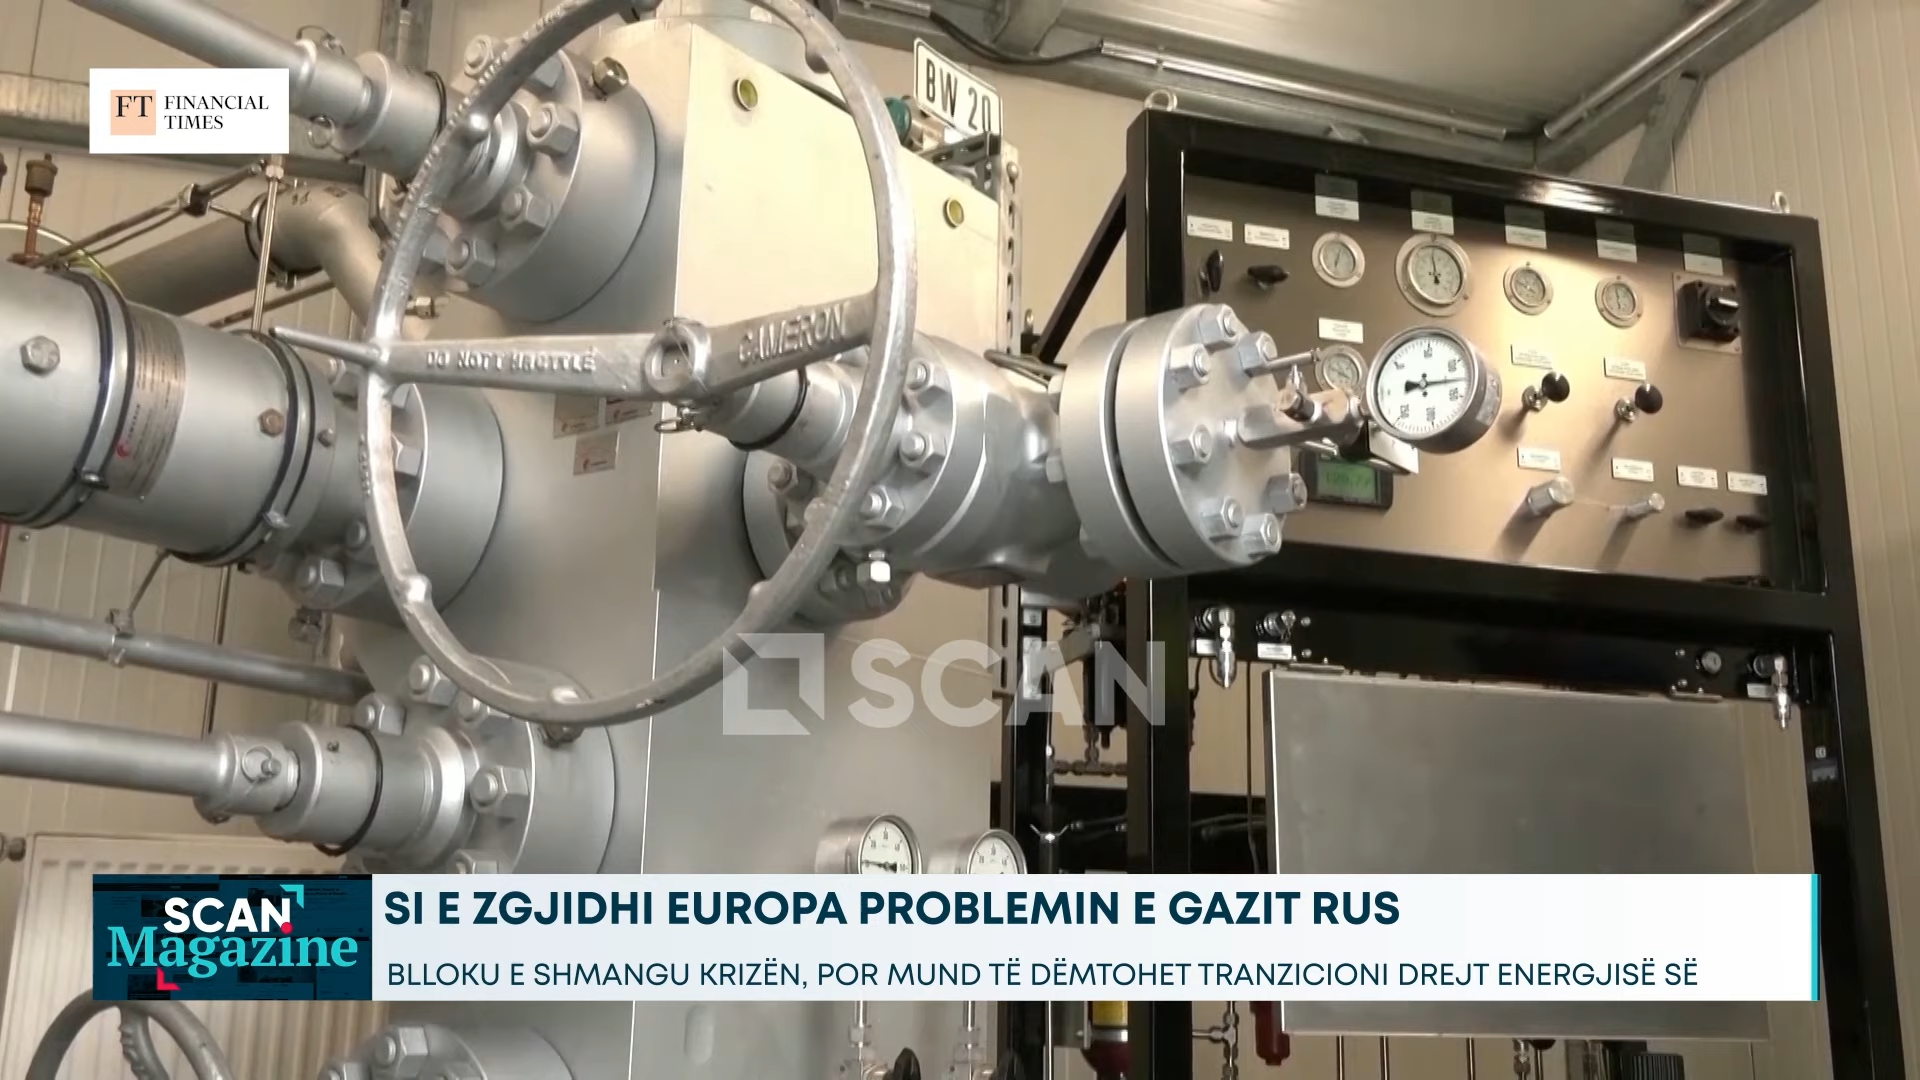 FT FINANCIAL
TIMES
BW 20
DO NOT THROTTLE
CAMERON
SCAN
SCAN
Magazine
SI E ZGJIDHI EUROPA PROBLEMIN E GAZIT RUS
BLLOKU E SHMANGU KRIZËN, POR MUND TË DËMTOHET TRANZICIONI DREJT ENERGJISË SË